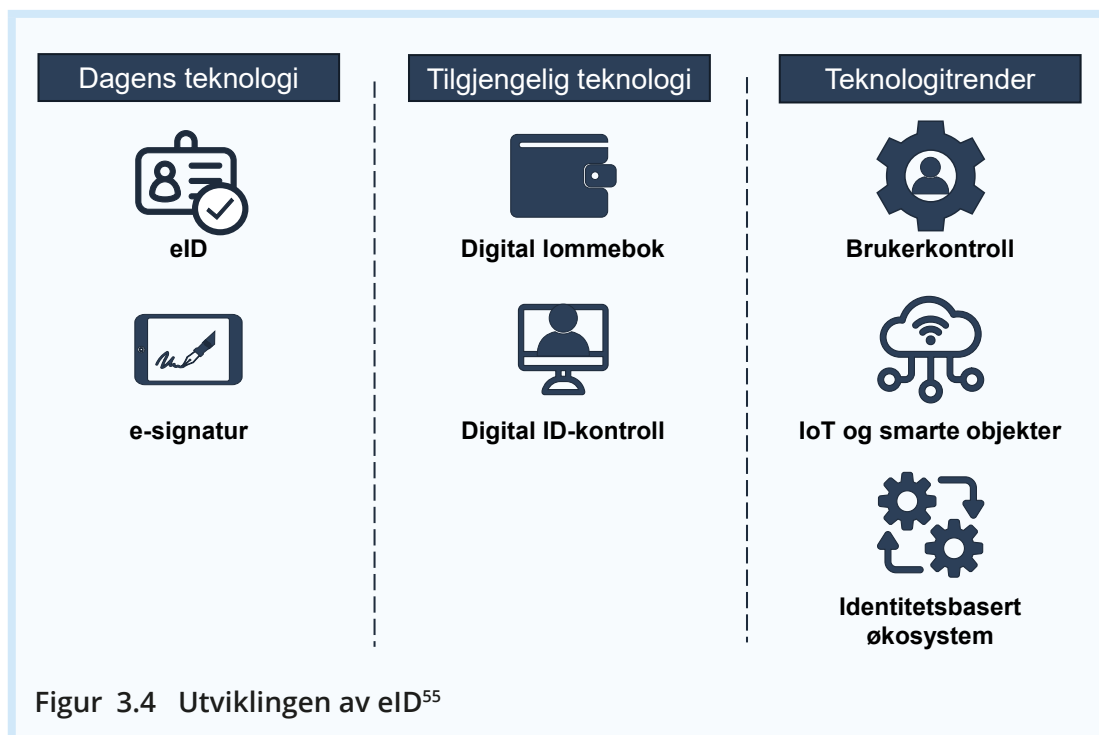 Dagens teknologi
eID
e-signatur
Tilgjengelig teknologi
Digital lommebok
Digital ID-kontroll
Teknologitrender
Brukerkontroll
IoT og smarte objekter
Identitetsbasert
økosystem
Figur 3.4 Utviklingen av eID55